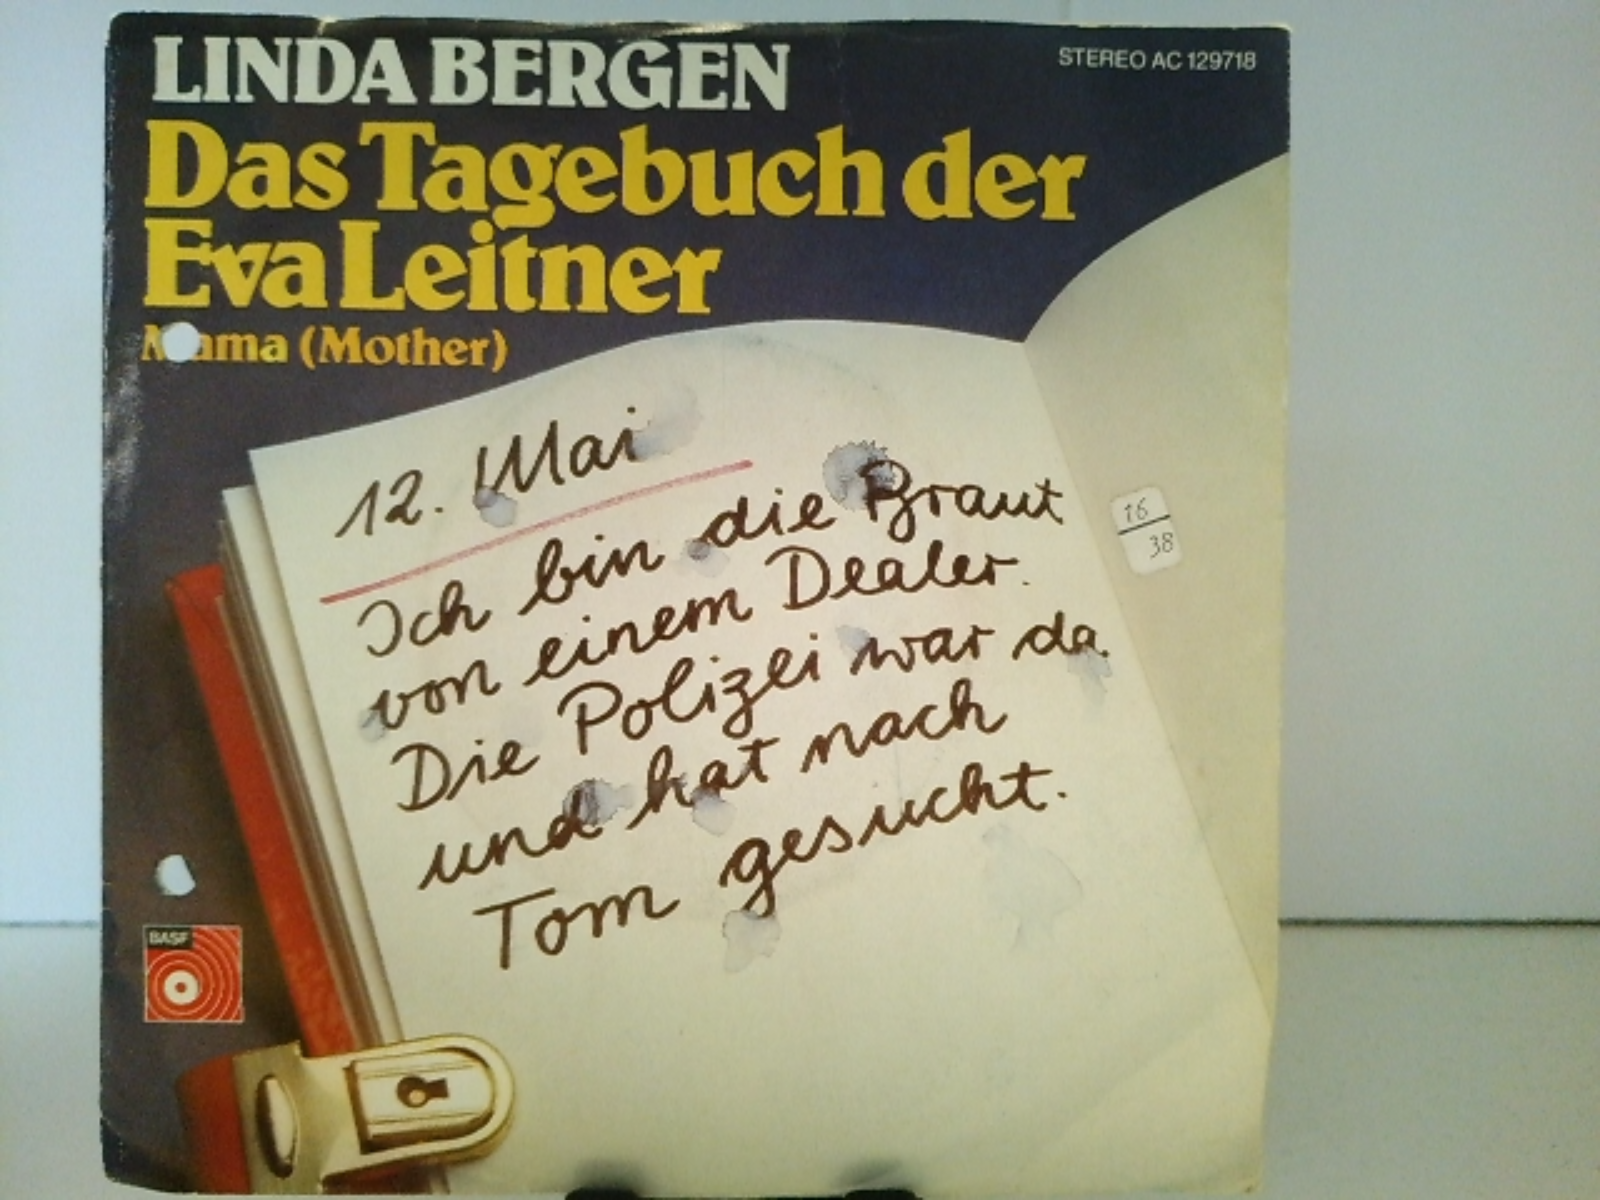 LINDA BERGEN
STEREO AC 129718
Das Tagebuch der
Eva Leitner
Mama (Mother)
12. Mai
Ich bin die Braut
von einem Dealer.
Die Polizei war da
und hat nach
Tom gesucht.
16
38
BASF